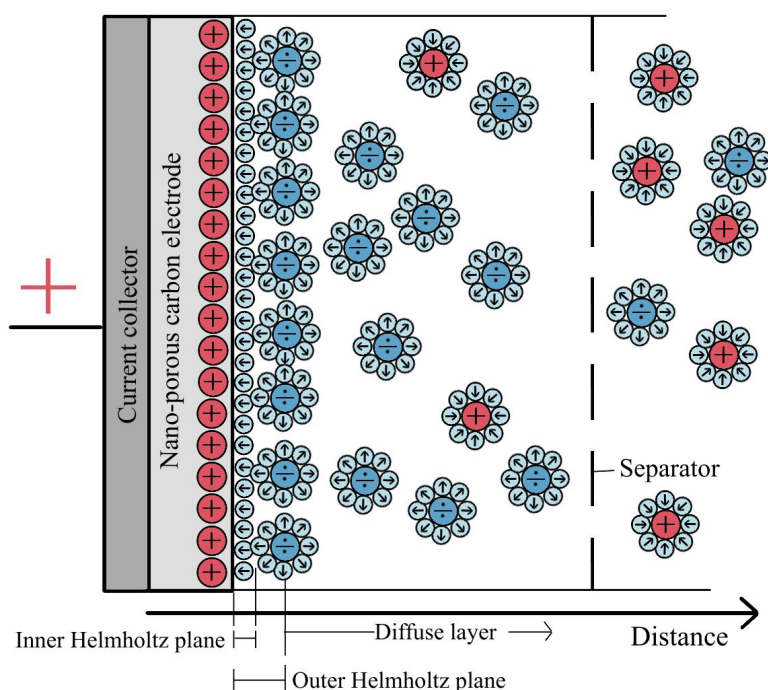 Current collector
Nano-porous carbon electrode
Separator
Inner Helmholtz plane
Diffuse layer
Distance
Outer Helmholtz plane